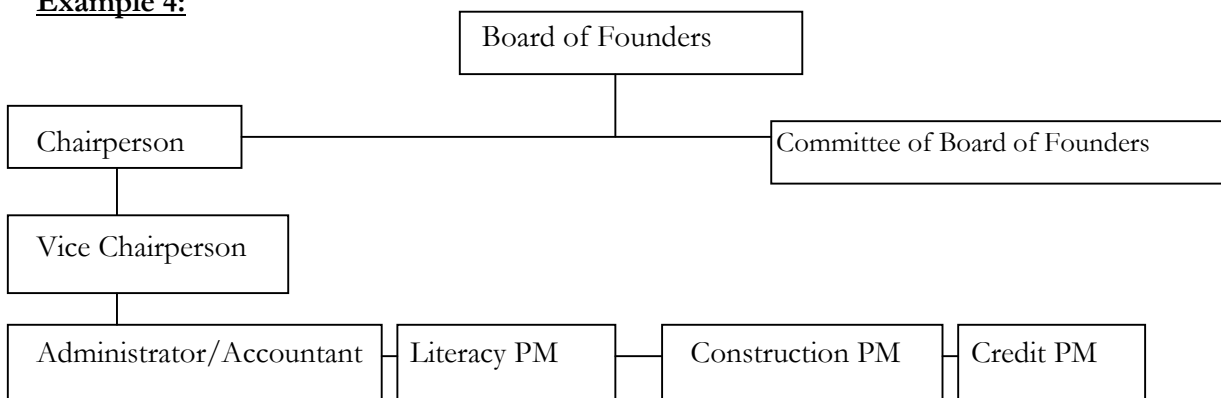 Example 4:
Board of Founders
Chairperson
Committee of Board of Founders
Vice Chairperson
Administrator/Accountant
Literacy PM
Construction PM
Credit PM